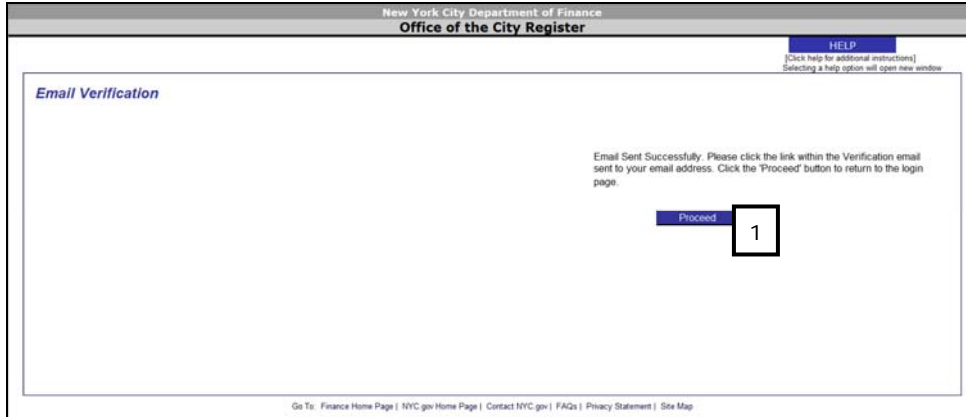 New York City Department of Finance
Office of the City Register
HELP
[Click help for additional instructions]
Selecting a help option will open new window
Email Verification
Email Sent Successfully. Please click the link within the Verification email
sent to your email address. Click the 'Proceed' button to return to the login
page.
Proceed
1
Go To: Finance Home Page | NYC.gov Home Page | Contact NYC.gov | FAQs | Privacy Statement | Site Map